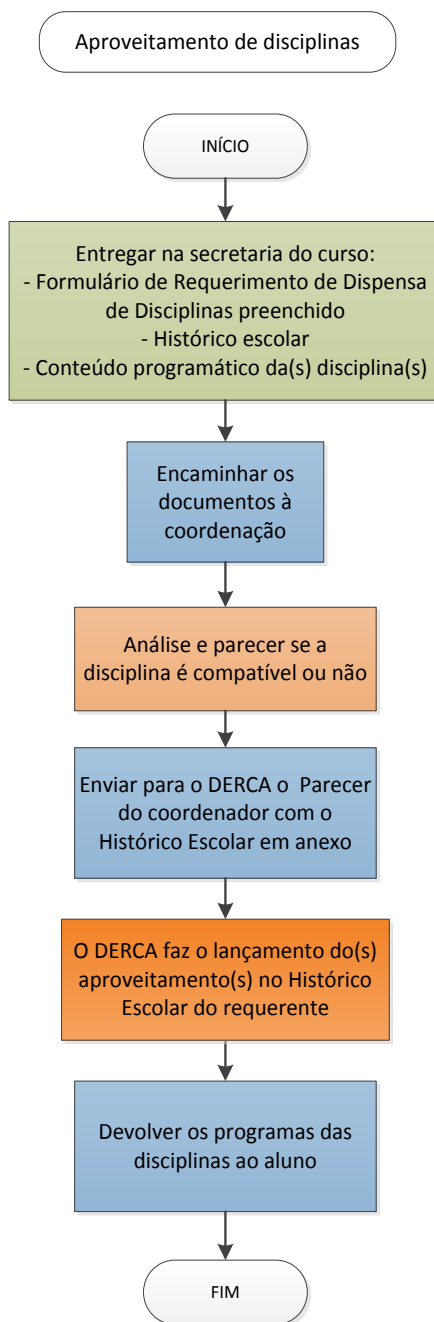 Aproveitamento de disciplinas
INÍCIO
Entregar na secretaria do curso:
- Formulário de Requerimento de Dispensa
de Disciplinas preenchido
- Histórico escolar
- Conteúdo programático da(s) disciplina(s)
Encaminhar os
documentos à
coordenação
Análise e parecer se a
disciplina é compatível ou não
Enviar para o DERCA o Parecer
do coordenador com o
Histórico Escolar em anexo
O DERCA faz o lançamento do(s)
aproveitamento(s) no Histórico
Escolar do requerente
Devolver os programas das
disciplinas ao aluno
FIM